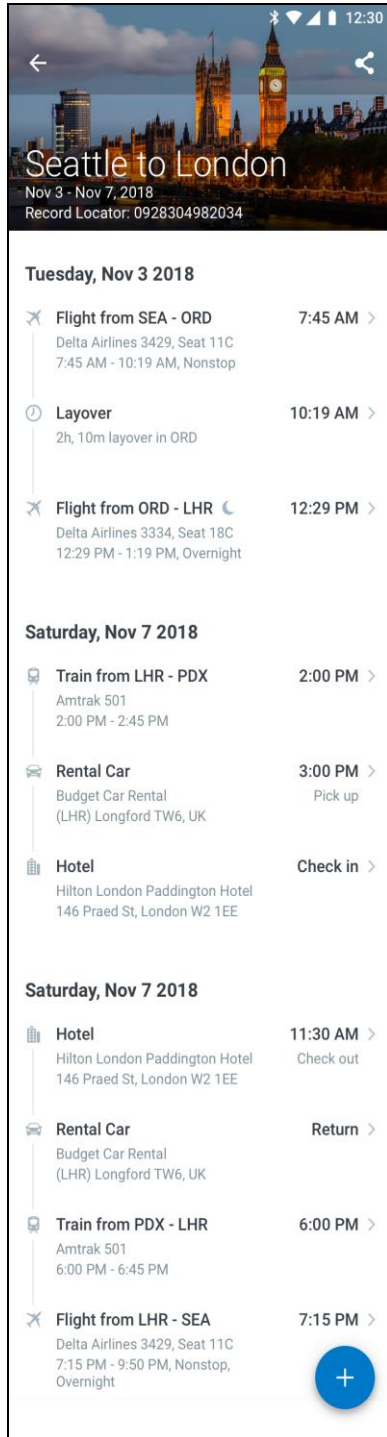 12:30
Seattle to London
Nov 3 - Nov 7, 2018
Record Locator: 0928304982034
Tuesday, Nov 3 2018
Flight from SEA - ORD 7:45 AM
Delta Airlines 3429, Seat 11C
7:45 AM - 10:19 AM, Nonstop
Layover 10:19 AM
2h, 10m layover in ORD
Flight from ORD - LHR 12:29 PM
Delta Airlines 3334, Seat 18C
12:29 PM - 1:19 PM, Overnight
Saturday, Nov 7 2018
Train from LHR - PDX 2:00 PM
Amtrak 501
2:00 PM - 2:45 PM
Rental Car 3:00 PM
Budget Car Rental Pick up
(LHR) Longford TW6, UK
Hotel Check in
Hilton London Paddington Hotel
146 Praed St, London W2 1EE
Saturday, Nov 7 2018
Hotel 11:30 AM
Hilton London Paddington Hotel Check out
146 Praed St, London W2 1EE
Rental Car Return
Budget Car Rental
(LHR) Longford TW6, UK
Train from PDX - LHR 6:00 PM
Amtrak 501
6:00 PM - 6:45 PM
Flight from LHR - SEA 7:15 PM
Delta Airlines 3429, Seat 11C
7:15 PM - 9:50 PM, Nonstop,
Overnight